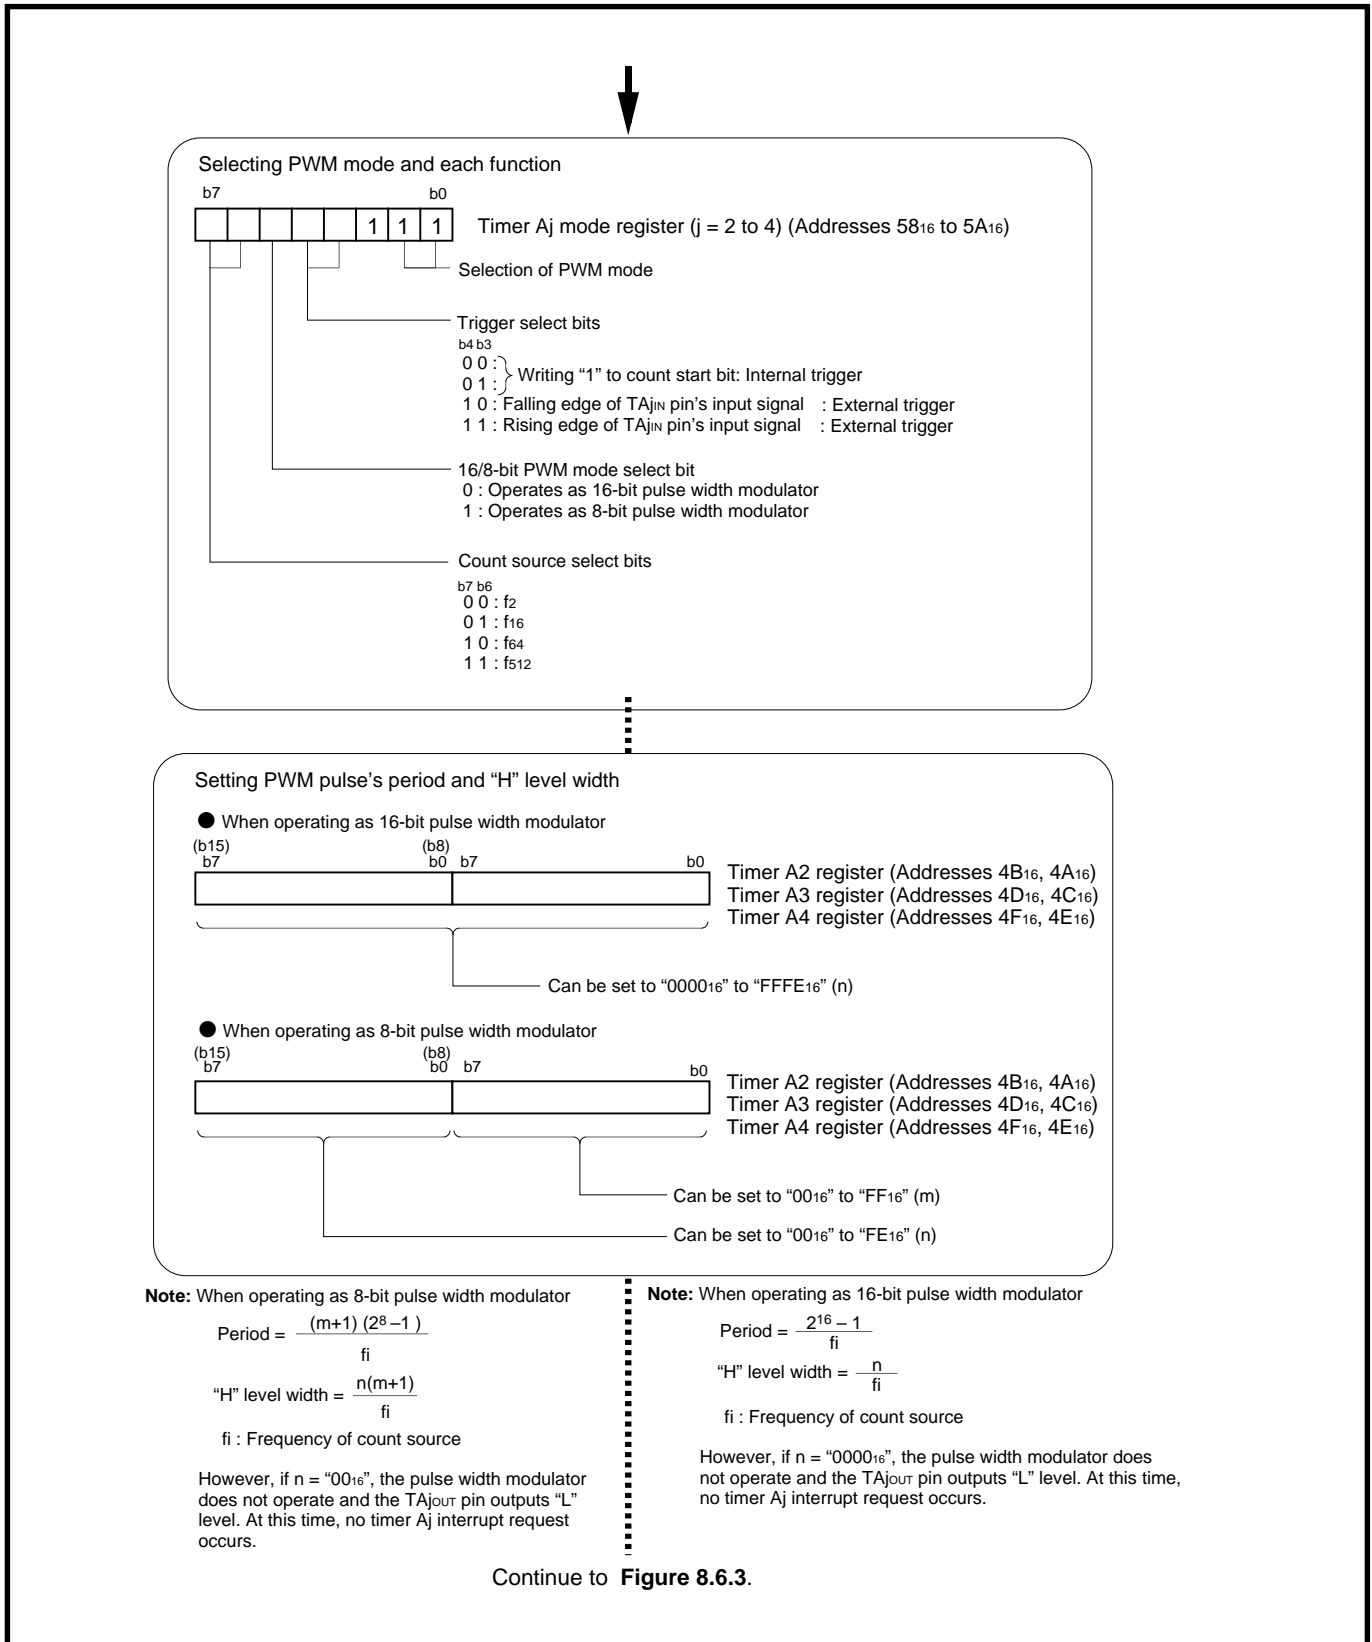 Selecting PWM mode and each function
b7 b0
1 1 1 Timer Aj mode register (j = 2 to 4) (Addresses 5816 to 5A16)
Selection of PWM mode
Trigger select bits
b4 b3
0 0 :
0 1 :
Writing “1” to count start bit: Internal trigger
1 0 : Falling edge of TAjIN pin’s input signal : External trigger
1 1 : Rising edge of TAjIN pin’s input signal : External trigger
16/8-bit PWM mode select bit
0 : Operates as 16-bit pulse width modulator
1 : Operates as 8-bit pulse width modulator
Count source select bits
b7 b6
0 0 : f2
0 1 : f16
1 0 : f64
1 1 : f512
Setting PWM pulse’s period and “H” level width
● When operating as 16-bit pulse width modulator
(b15) (b8)
b7 b0 b7 b0
Timer A2 register (Addresses 4B16, 4A16)
Timer A3 register (Addresses 4D16, 4C16)
Timer A4 register (Addresses 4F16, 4E16)
Can be set to “000016” to “FFFE16” (n)
● When operating as 8-bit pulse width modulator
(b15) (b8)
b7 b0 b7 b0
Timer A2 register (Addresses 4B16, 4A16)
Timer A3 register (Addresses 4D16, 4C16)
Timer A4 register (Addresses 4F16, 4E16)
Can be set to “0016” to “FF16” (m)
Can be set to “0016” to “FE16” (n)
Note: When operating as 8-bit pulse width modulator
Period = (m+1) (2^8 –1 )
fi
“H” level width = n(m+1)
fi
fi : Frequency of count source
However, if n = “0016”, the pulse width modulator
does not operate and the TAjOUT pin outputs “L”
level. At this time, no timer Aj interrupt request
occurs.
Note: When operating as 16-bit pulse width modulator
Period = 2^16 – 1
fi
“H” level width = n
fi
fi : Frequency of count source
However, if n = “000016”, the pulse width modulator does
not operate and the TAjOUT pin outputs “L” level. At this time,
no timer Aj interrupt request occurs.
Continue to Figure 8.6.3.